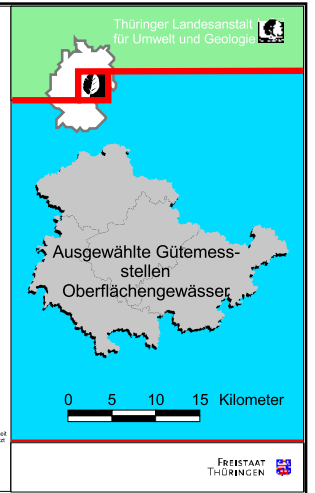 Thüringer Landesanstalt
für Umwelt und Geologie
Ausgewählte Gütemess-
stellen
Oberflächengewässer
0 5 10 15 Kilometer
FREISTAAT
THÜRINGEN